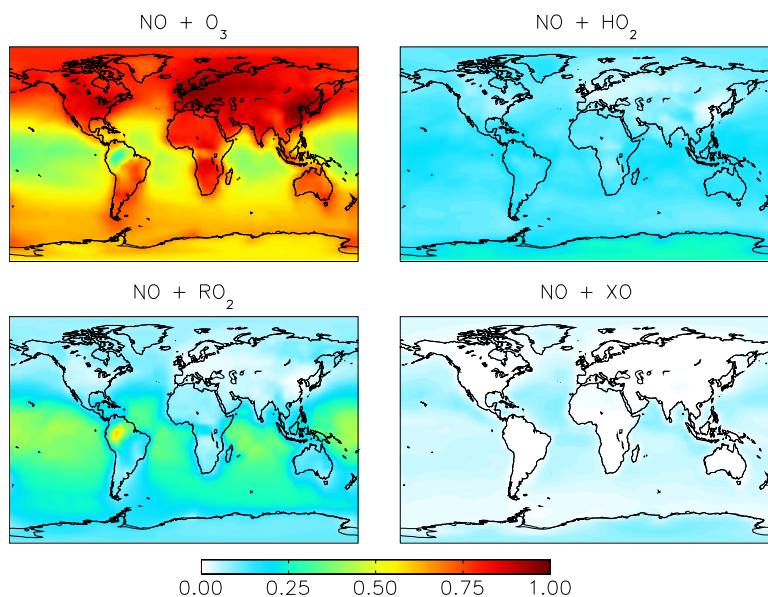 NO + O₃
NO + HO₂
NO + RO₂
NO + XO
0.00 0.25 0.50 0.75 1.00